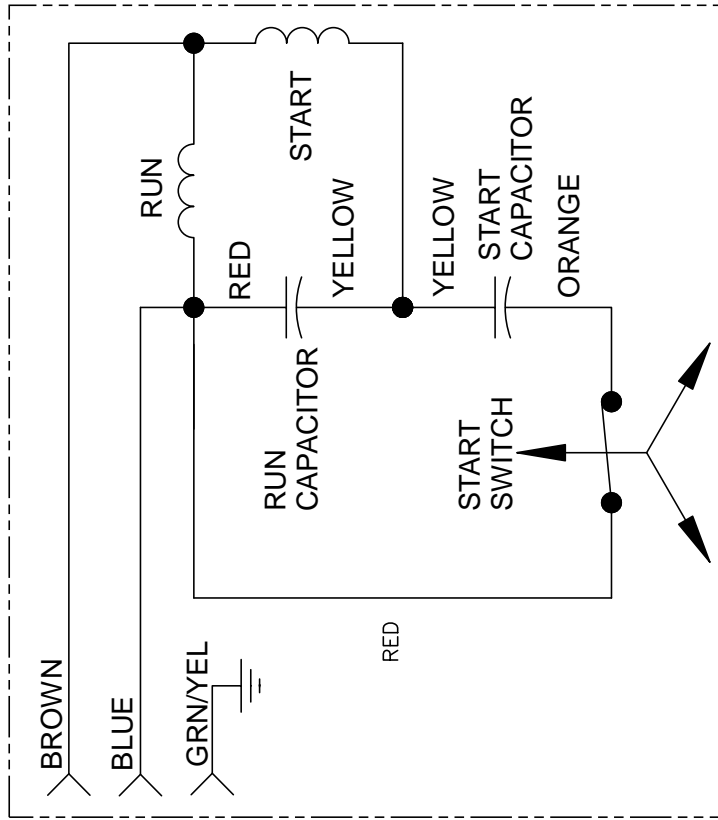 BROWN
BLUE
GRN/YEL
RUN
START
RED
YELLOW
RUN
CAPACITOR
YELLOW
START
CAPACITOR
ORANGE
START
SWITCH
RED